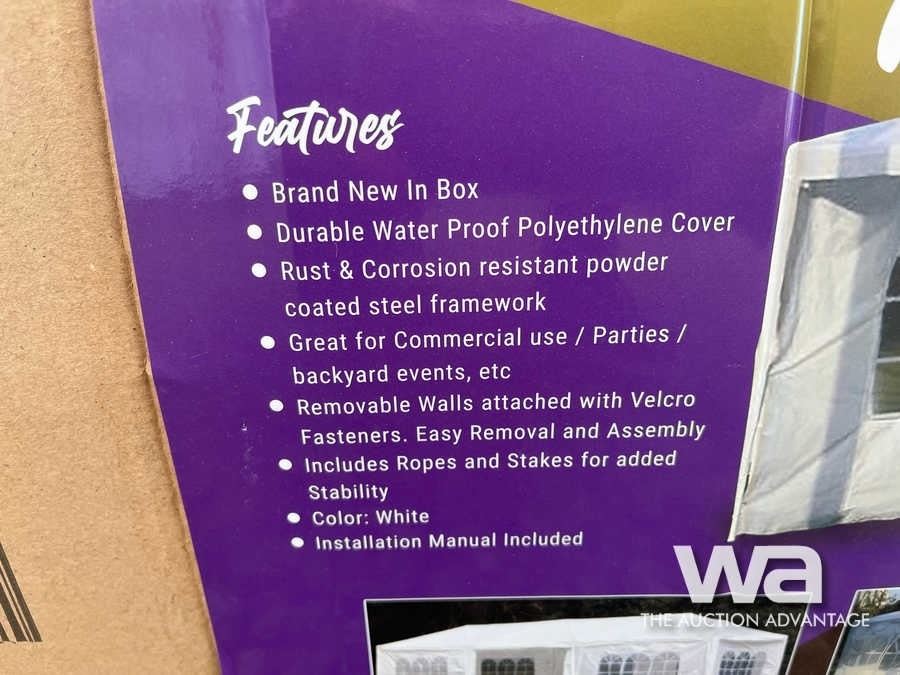 Features
• Brand New In Box
• Durable Water Proof Polyethylene Cover
• Rust & Corrosion resistant powder
coated steel framework
• Great for Commercial use / Parties /
backyard events, etc
• Removable Walls attached with Velcro
Fasteners. Easy Removal and Assembly
• Includes Ropes and Stakes for added
Stability
• Color: White
• Installation Manual Included
wa
THE AUCTION ADVANTAGE